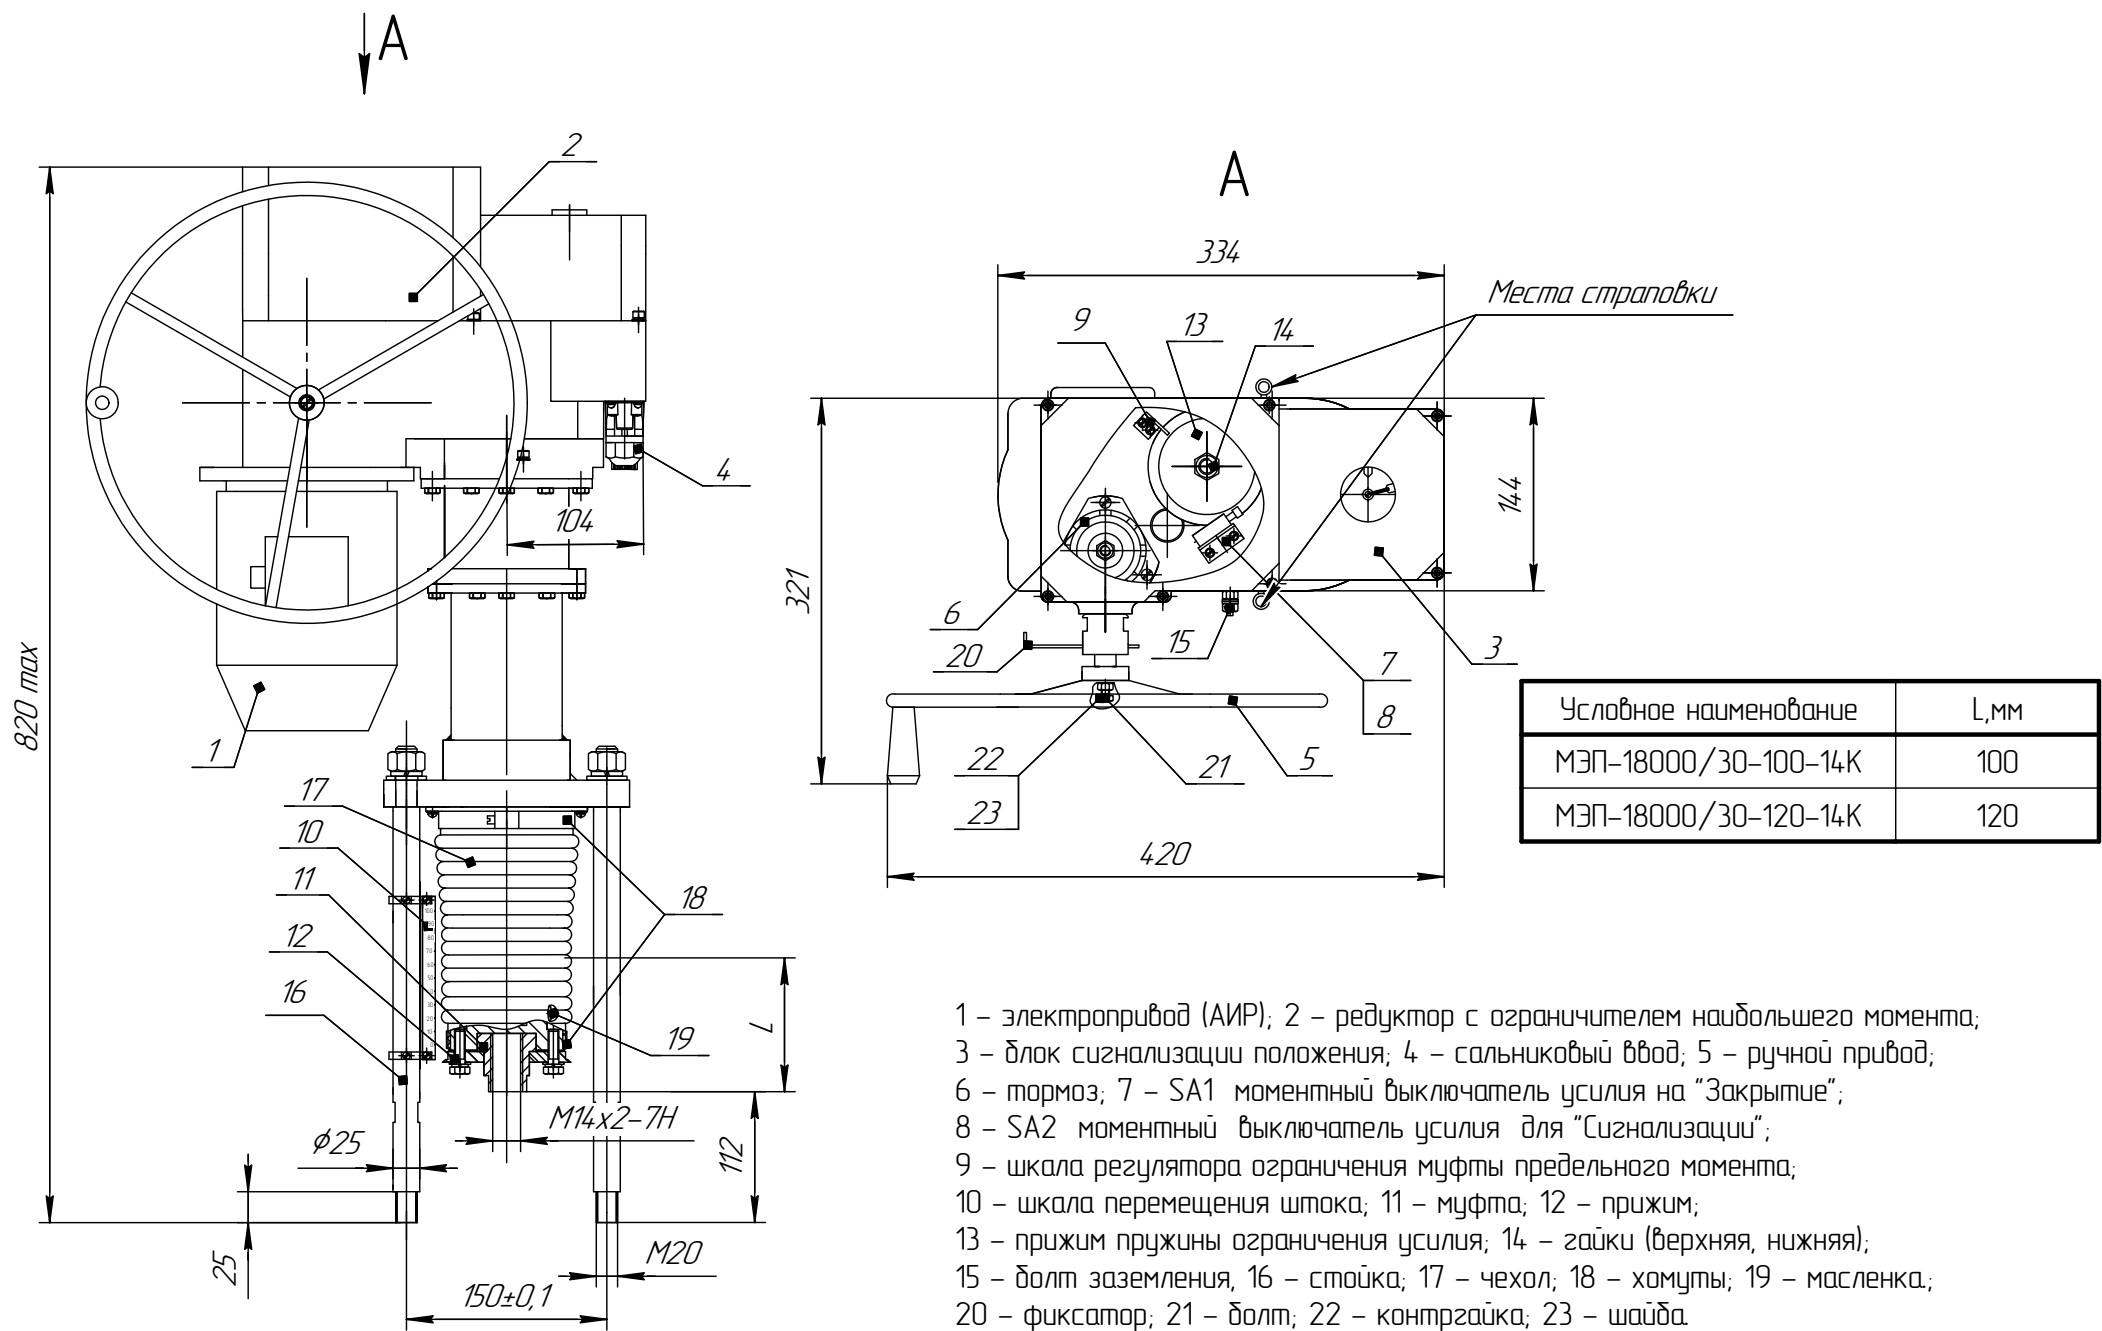 А
2
820 max
104
4
1
17
10
11
12
16
18
19
L
М14х2-7Н
112
⌀25
25
М20
150±0,1
А
334
Места страповки
9
13
14
321
144
6
20
15
3
7
8
22
23
21
5
420
Условное наименование L,мм
МЭП-18000/30-100-14К 100
МЭП-18000/30-120-14К 120
1 – электропривод (АИР); 2 – редуктор с ограничителем наибольшего момента;
3 – блок сигнализации положения; 4 – сальниковый ввод; 5 – ручной привод;
6 – тормоз; 7 – SA1 моментный выключатель усилия на "Закрытие";
8 – SA2 моментный выключатель усилия для "Сигнализации";
9 – шкала регулятора ограничения муфты предельного момента;
10 – шкала перемещения штока; 11 – муфта; 12 – прижим;
13 – прижим пружины ограничения усилия; 14 – гайки (верхняя, нижняя);
15 – болт заземления, 16 – стойка; 17 – чехол; 18 – хомуты; 19 – масленка;
20 – фиксатор; 21 – болт; 22 – контргайка; 23 – шайба.